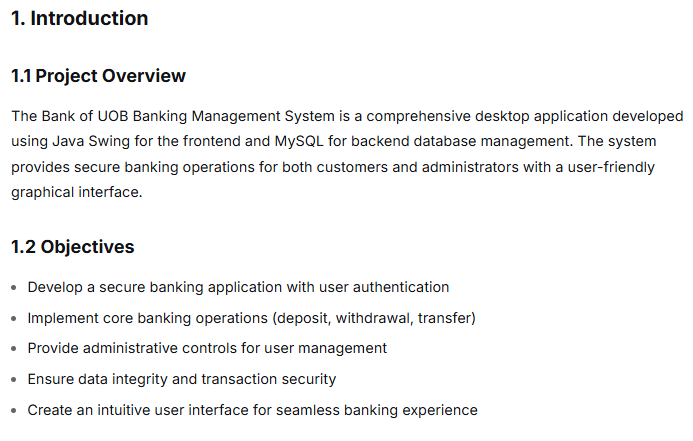 1. Introduction
1.1 Project Overview
The Bank of UOB Banking Management System is a comprehensive desktop application developed
using Java Swing for the frontend and MySQL for backend database management. The system
provides secure banking operations for both customers and administrators with a user-friendly
graphical interface.
1.2 Objectives
• Develop a secure banking application with user authentication
• Implement core banking operations (deposit, withdrawal, transfer)
• Provide administrative controls for user management
• Ensure data integrity and transaction security
• Create an intuitive user interface for seamless banking experience